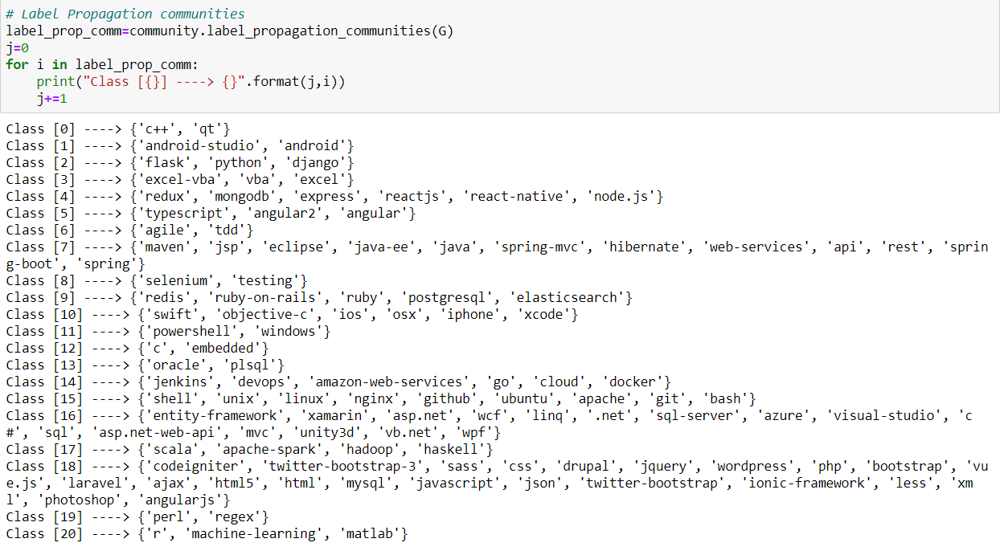 # Label Propagation communities
label_prop_comm=community.label_propagation_communities(G)
j=0
for i in label_prop_comm:
    print("Class [{}] ----> {}".format(j,i))
    j+=1
Class [0] ----> {'c++', 'qt'}
Class [1] ----> {'android-studio', 'android'}
Class [2] ----> {'flask', 'python', 'django'}
Class [3] ----> {'excel-vba', 'vba', 'excel'}
Class [4] ----> {'redux', 'mongodb', 'express', 'reactjs', 'react-native', 'node.js'}
Class [5] ----> {'typescript', 'angular2', 'angular'}
Class [6] ----> {'agile', 'tdd'}
Class [7] ----> {'maven', 'jsp', 'eclipse', 'java-ee', 'java', 'spring-mvc', 'hibernate', 'web-services', 'api', 'rest', 'sprin
g-boot', 'spring'}
Class [8] ----> {'selenium', 'testing'}
Class [9] ----> {'redis', 'ruby-on-rails', 'ruby', 'postgresql', 'elasticsearch'}
Class [10] ----> {'swift', 'objective-c', 'ios', 'osx', 'iphone', 'xcode'}
Class [11] ----> {'powershell', 'windows'}
Class [12] ----> {'c', 'embedded'}
Class [13] ----> {'oracle', 'plsql'}
Class [14] ----> {'jenkins', 'devops', 'amazon-web-services', 'go', 'cloud', 'docker'}
Class [15] ----> {'shell', 'unix', 'linux', 'nginx', 'github', 'ubuntu', 'apache', 'git', 'bash'}
Class [16] ----> {'entity-framework', 'xamarin', 'asp.net', 'wcf', 'linq', '.net', 'sql-server', 'azure', 'visual-studio', 'c
#', 'sql', 'asp.net-web-api', 'mvc', 'unity3d', 'vb.net', 'wpf'}
Class [17] ----> {'scala', 'apache-spark', 'hadoop', 'haskell'}
Class [18] ----> {'codeigniter', 'twitter-bootstrap-3', 'sass', 'css', 'drupal', 'jquery', 'wordpress', 'php', 'bootstrap', 'vu
e.js', 'laravel', 'ajax', 'html5', 'html', 'mysql', 'javascript', 'json', 'twitter-bootstrap', 'ionic-framework', 'less', 'xm
l', 'photoshop', 'angularjs'}
Class [19] ----> {'perl', 'regex'}
Class [20] ----> {'r', 'machine-learning', 'matlab'}